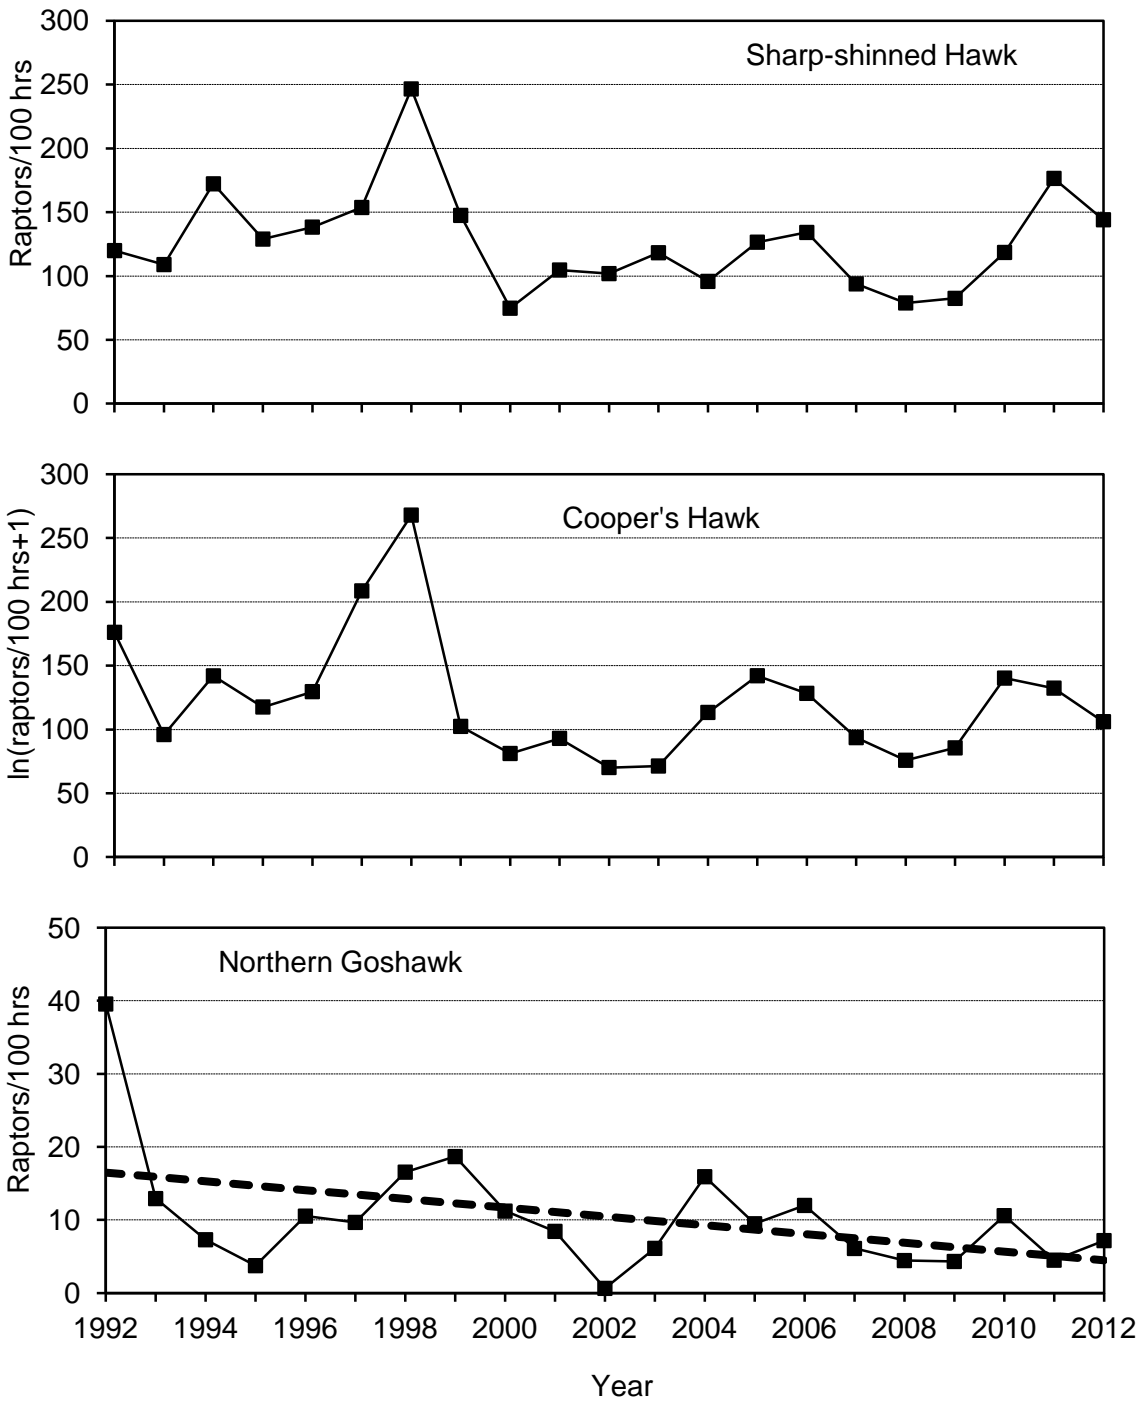 Sharp-shinned Hawk
Raptors/100 hrs
300
250
200
150
100
50
0
Cooper's Hawk
ln(raptors/100 hrs+1)
300
250
200
150
100
50
0
Northern Goshawk
Raptors/100 hrs
50
40
30
20
10
0
1992 1994 1996 1998 2000 2002 2004 2006 2008 2010 2012
Year